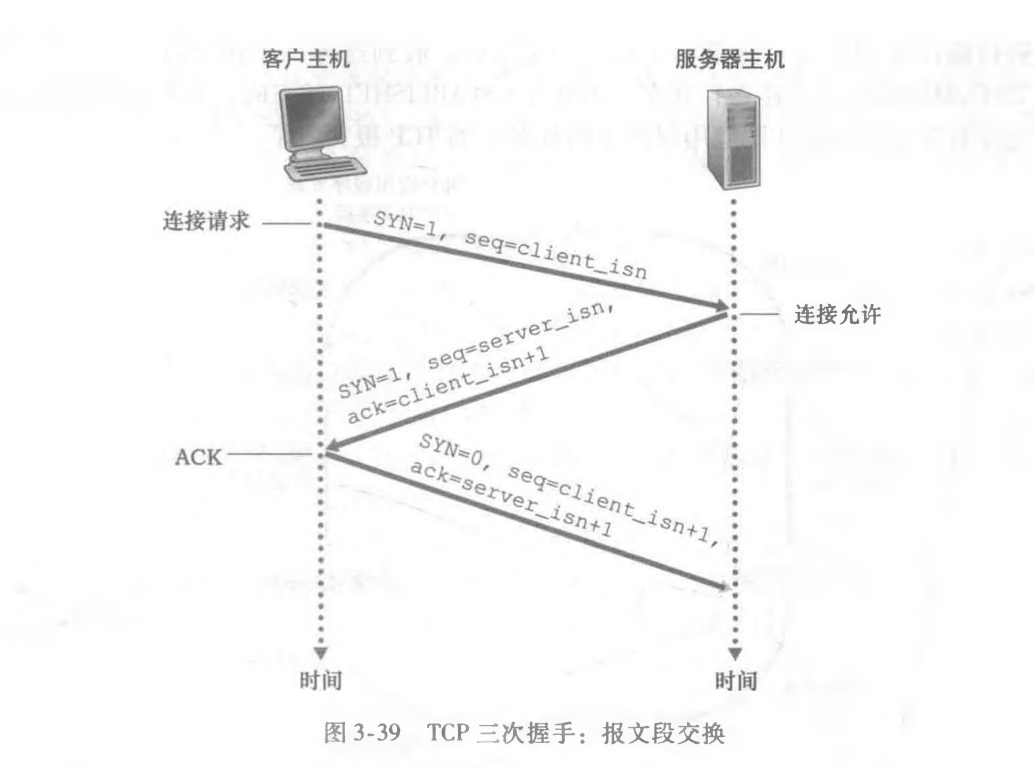 客户主机
服务器主机
连接请求
SYN=1, seq=client_isn
连接允许
SYN=1, seq=server_isn,
ack=client_isn+1
ACK
SYN=0, seq=client_isn+1,
ack=server_isn+1
时间
时间
图 3-39 TCP 三次握手：报文段交换